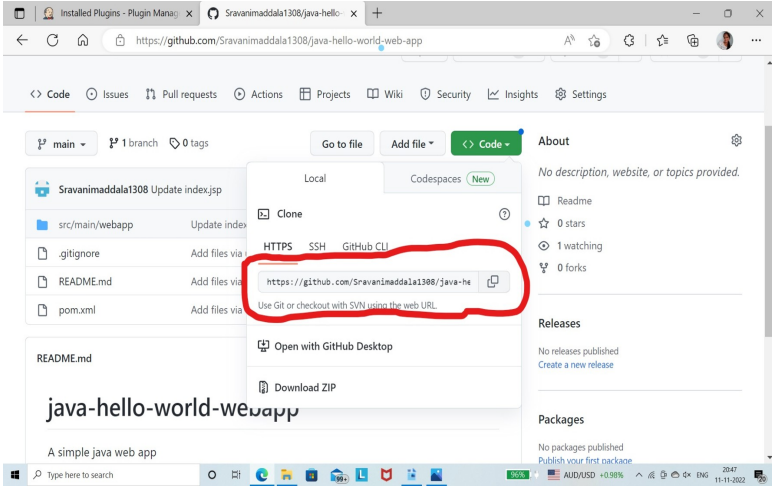 Installed Plugins - Plugin Manag
Sravanimaddala1308/java-hello-
https://github.com/Sravanimaddala1308/java-hello-world-web-app
Code Issues Pull requests Actions Projects Wiki Security Insights Settings
main 1 branch 0 tags Go to file Add file Code
Local Codespaces New
Clone
HTTPS SSH GitHub CLI
https://github.com/Sravanimaddala1308/java-he
Use Git or checkout with SVN using the web URL.
Open with GitHub Desktop
Download ZIP
Sravanimaddala1308 Update index.jsp
src/main/webapp Update index
.gitignore Add files via
README.md Add files via
pom.xml Add files via
README.md
java-hello-world-webapp
A simple java web app
About
No description, website, or topics provided.
Readme
0 stars
1 watching
0 forks
Releases
No releases published
Create a new release
Packages
No packages published
Publish your first package
Type here to search
99+
L
96%
AUD/USD +0.98%
ENG
20:47
11-11-2022